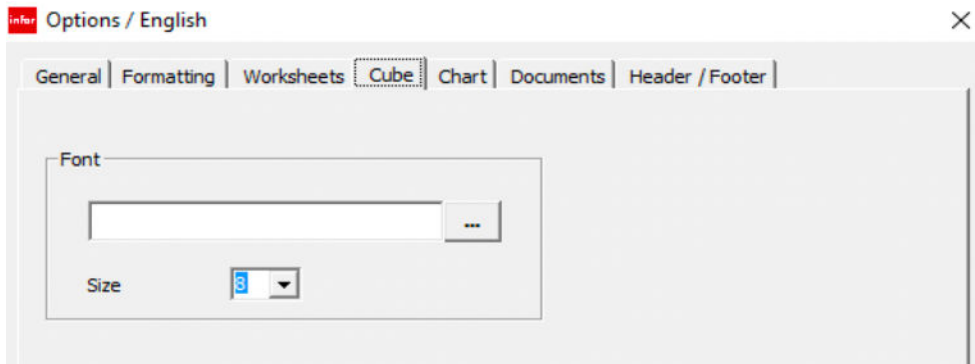 infor Options / English
General Formatting Worksheets Cube Chart Documents Header / Footer
Font
...
Size 8